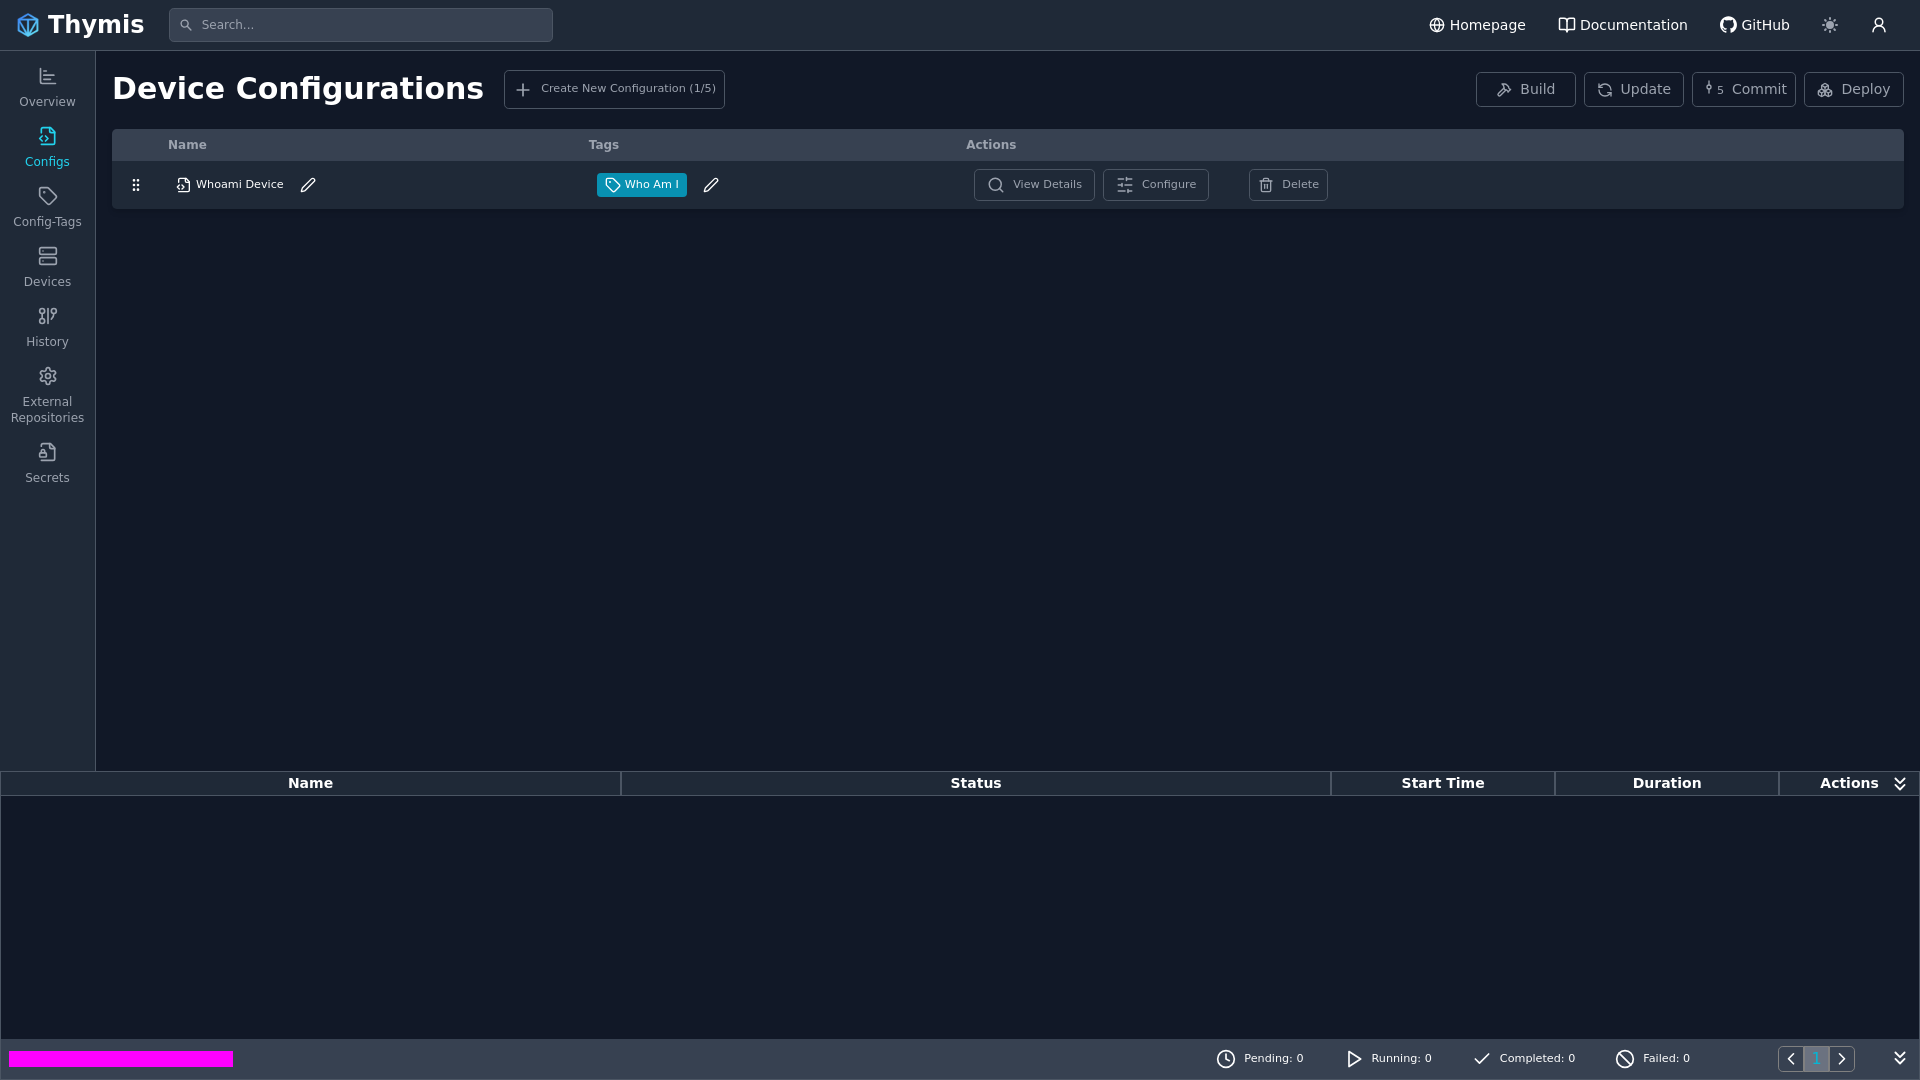 Thymis
Search...
Homepage
Documentation
GitHub
Overview
Configs
Config-Tags
Devices
History
External
Repositories
Secrets
Device Configurations
Create New Configuration (1/5)
Build
Update
5 Commit
Deploy
Name Tags Actions
Whoami Device Who Am I View Details Configure Delete
Name Status Start Time Duration Actions
Pending: 0 Running: 0 Completed: 0 Failed: 0 1